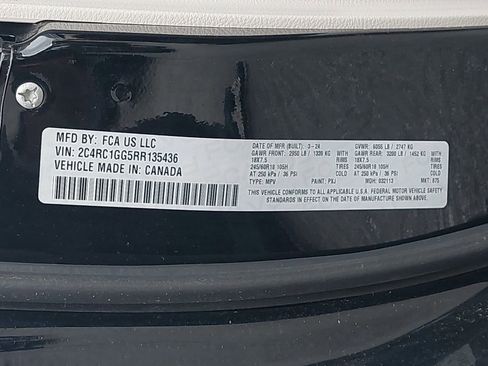 MFD BY: FCA US LLC
VIN: 2C4RC1GG5RR135436
VEHICLE MADE IN: CANADA
DATE OF MFR (BUILT): 3-24 GVWR: 6055 LB / 2747 KG
GAWR FRONT: 2950 LB / 1339 KG GAWR REAR: 3200 LB / 1452 KG
18X7.5 RIMS 18X7.5 RIMS
245/60R18 105H TIRES 245/60R18 105H TIRES
AT 250 kPa / 36 PSI COLD AT 250 kPa / 36 PSI COLD
TYPE: MPV PAINT: PXJ MDH: 032113 MKT: 875
THIS VEHICLE CONFORMS TO ALL APPLICABLE FEDERAL MOTOR VEHICLE SAFETY
STANDARDS IN EFFECT ON THE DATE OF MANUFACTURE SHOWN ABOVE.